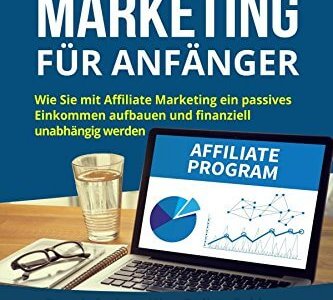 MARKETING
FÜR ANFÄNGER
Wie Sie mit Affiliate Marketing ein passives
Einkommen aufbauen und finanziell
unabhängig werden
AFFILIATE
PROGRAM